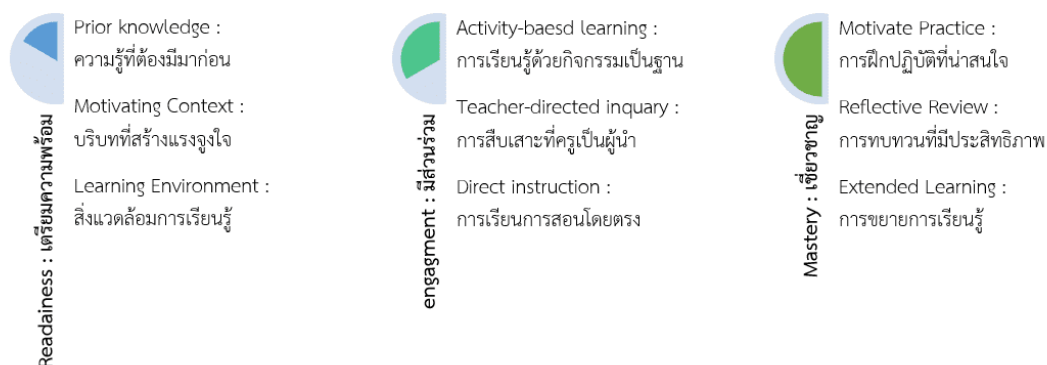 Readainess : เตรียมความพร้อม
Prior knowledge :
ความรู้ที่ต้องมีมาก่อน
Motivating Context :
บริบทที่สร้างแรงจูงใจ
Learning Environment :
สิ่งแวดล้อมการเรียนรู้
engagment : มีส่วนร่วม
Activity-baesd learning :
การเรียนรู้ด้วยกิจกรรมเป็นฐาน
Teacher-directed inquary :
การสืบเสาะที่ครูเป็นผู้นำ
Direct instruction :
การเรียนการสอนโดยตรง
Mastery : เชี่ยวชาญ
Motivate Practice :
การฝึกปฏิบัติที่น่าสนใจ
Reflective Review :
การทบทวนที่มีประสิทธิภาพ
Extended Learning :
การขยายการเรียนรู้